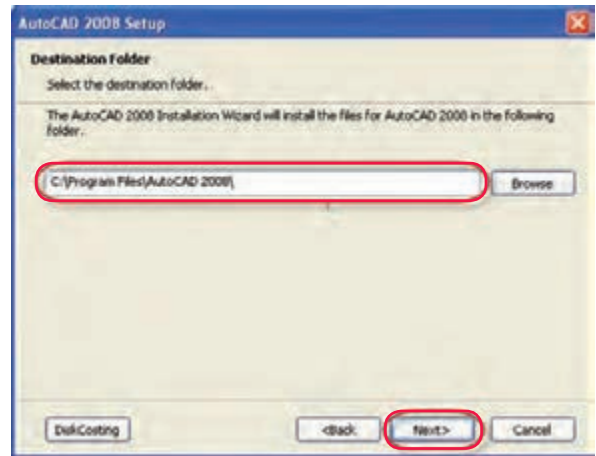 AutoCAD 2008 Setup
Destination Folder
Select the destination folder..
The AutoCAD 2008 Installation Wizard will install the files for AutoCAD 2008 in the following
folder..
C:\Program Files\AutoCAD 2008\
Browse
DiskCosting
<Back
Next>
Cancel